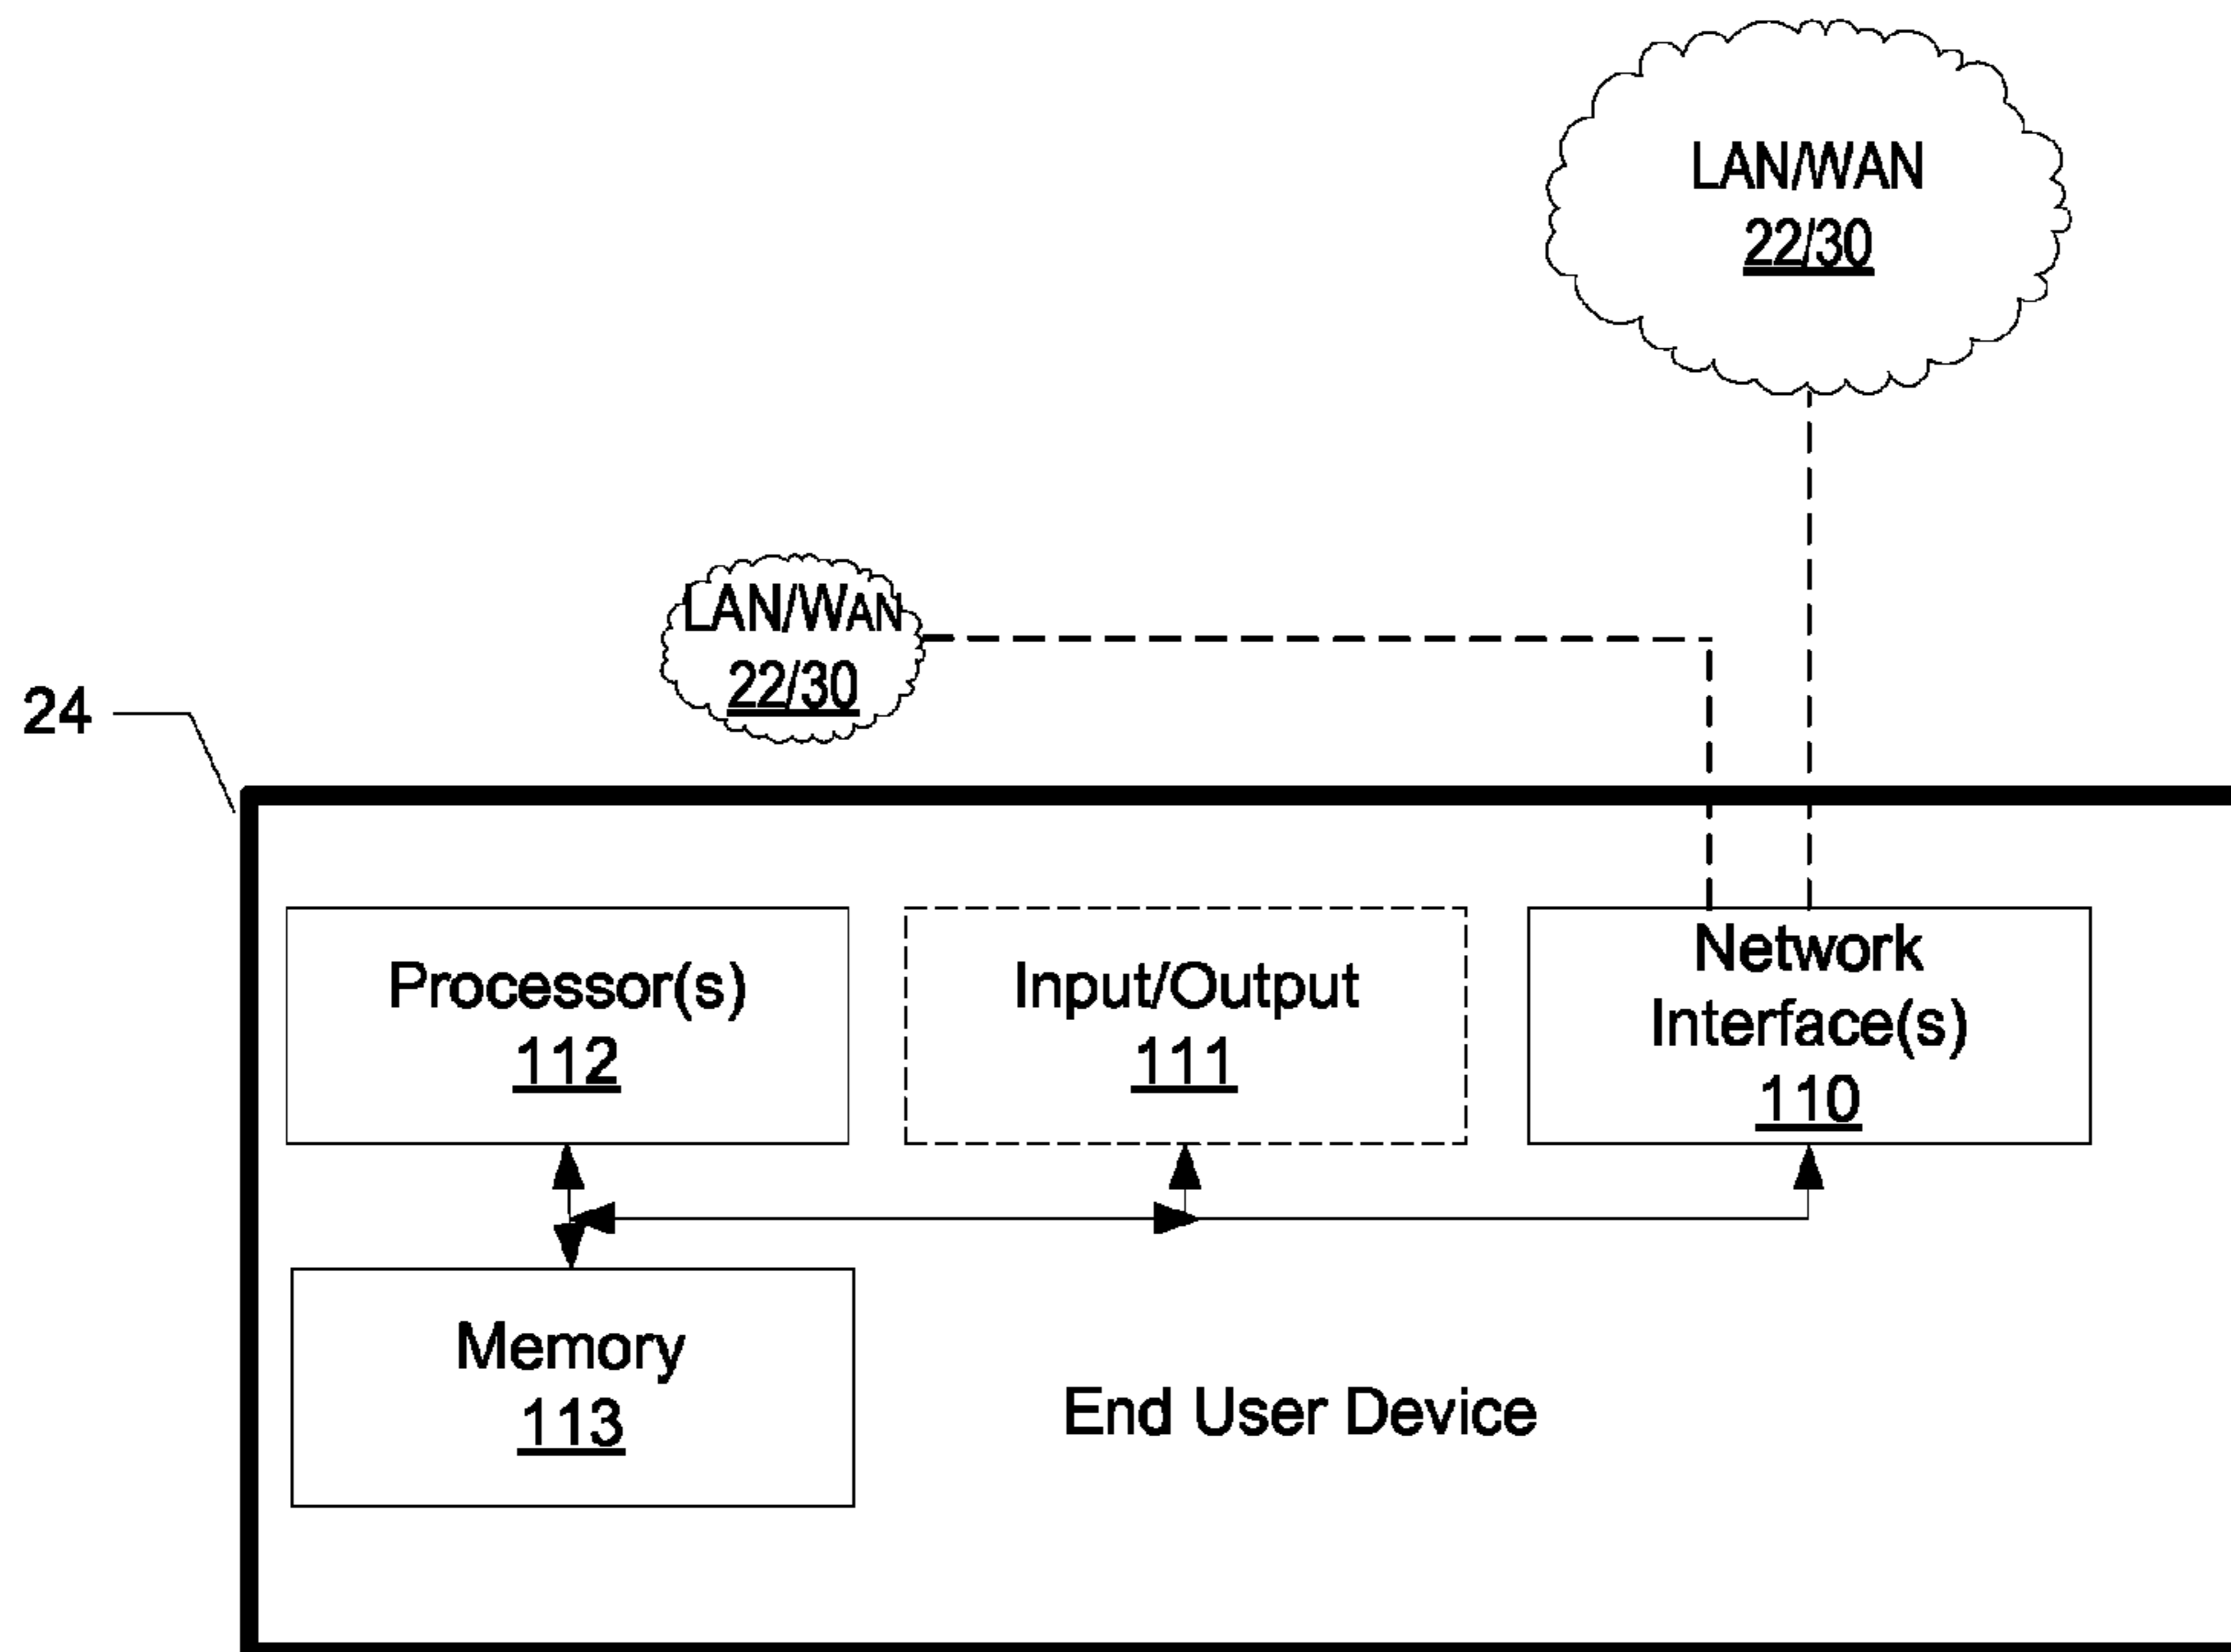 LAN/WAN
22/30
LAN/WAN
22/30
24
Processor(s)
112
Input/Output
111
Network
Interface(s)
110
Memory
113
End User Device